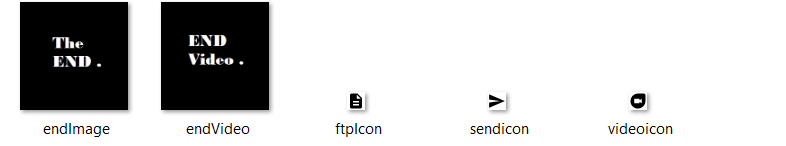 The
END .
END
Video .
endImage
endVideo
ftpIcon
sendicon
videoicon